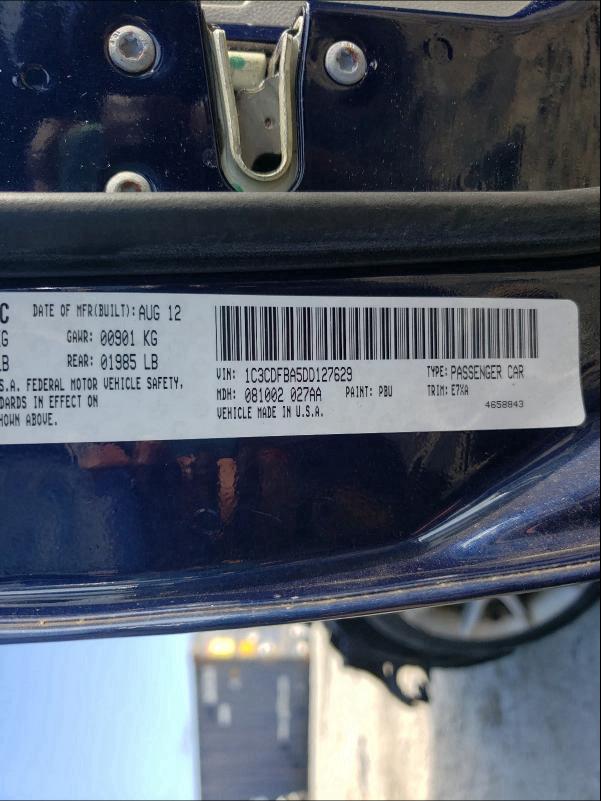 C DATE OF MFR(BUILT): AUG 12
KG GAWR: 00901 KG
LB REAR: 01985 LB
S.A. FEDERAL MOTOR VEHICLE SAFETY,
DARDS IN EFFECT ON
SHOWN ABOVE.
VIN: 1C3CDFBA5DD127629 TYPE: PASSENGER CAR
MDH: 081002 027AA PAINT: PBU TRIM: E7XA
VEHICLE MADE IN U.S.A. 4658843